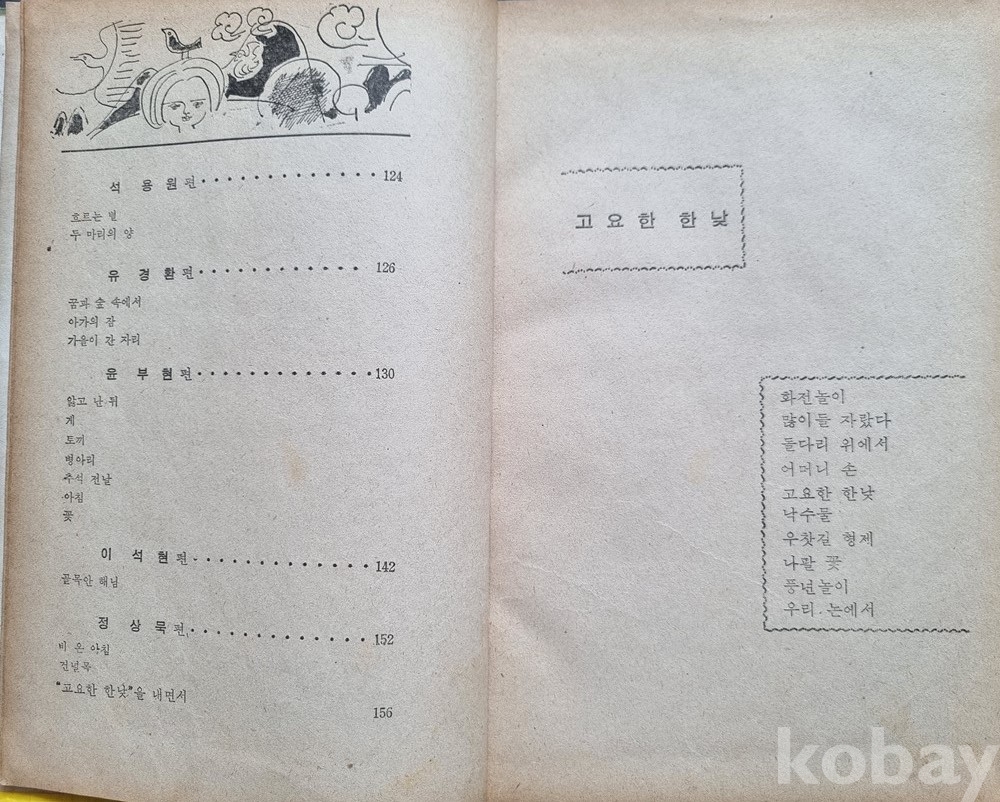 석 용 원 편 124
흐르는 별
두 마리의 양
유 경 환 편 126
꿈과 숲 속에서
아가의 잠
가을이 간 자리
윤 부 현 편 130
앓고 난 뒤
게
토끼
병아리
추석 전날
아침
꽃
이 석 현 편 142
골목안 해님
정 상 묵 편 152
비 온 아침
건널목
"고요한 한낮"을 내면서
156
고 요 한 한 낮
화전놀이
많이들 자랐다
돌다리 위에서
어머니 손
고요한 한낮
낙수물
우찻길 형제
나팔 꽃
풍년놀이
우리 논에서
kobay